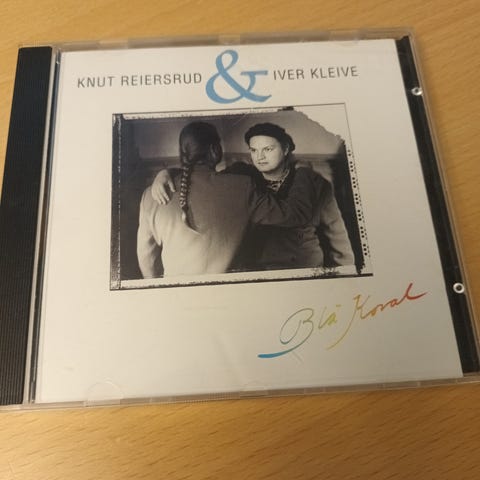 KNUT REIERSRUD & IVER KLEIVE
Blå Koral